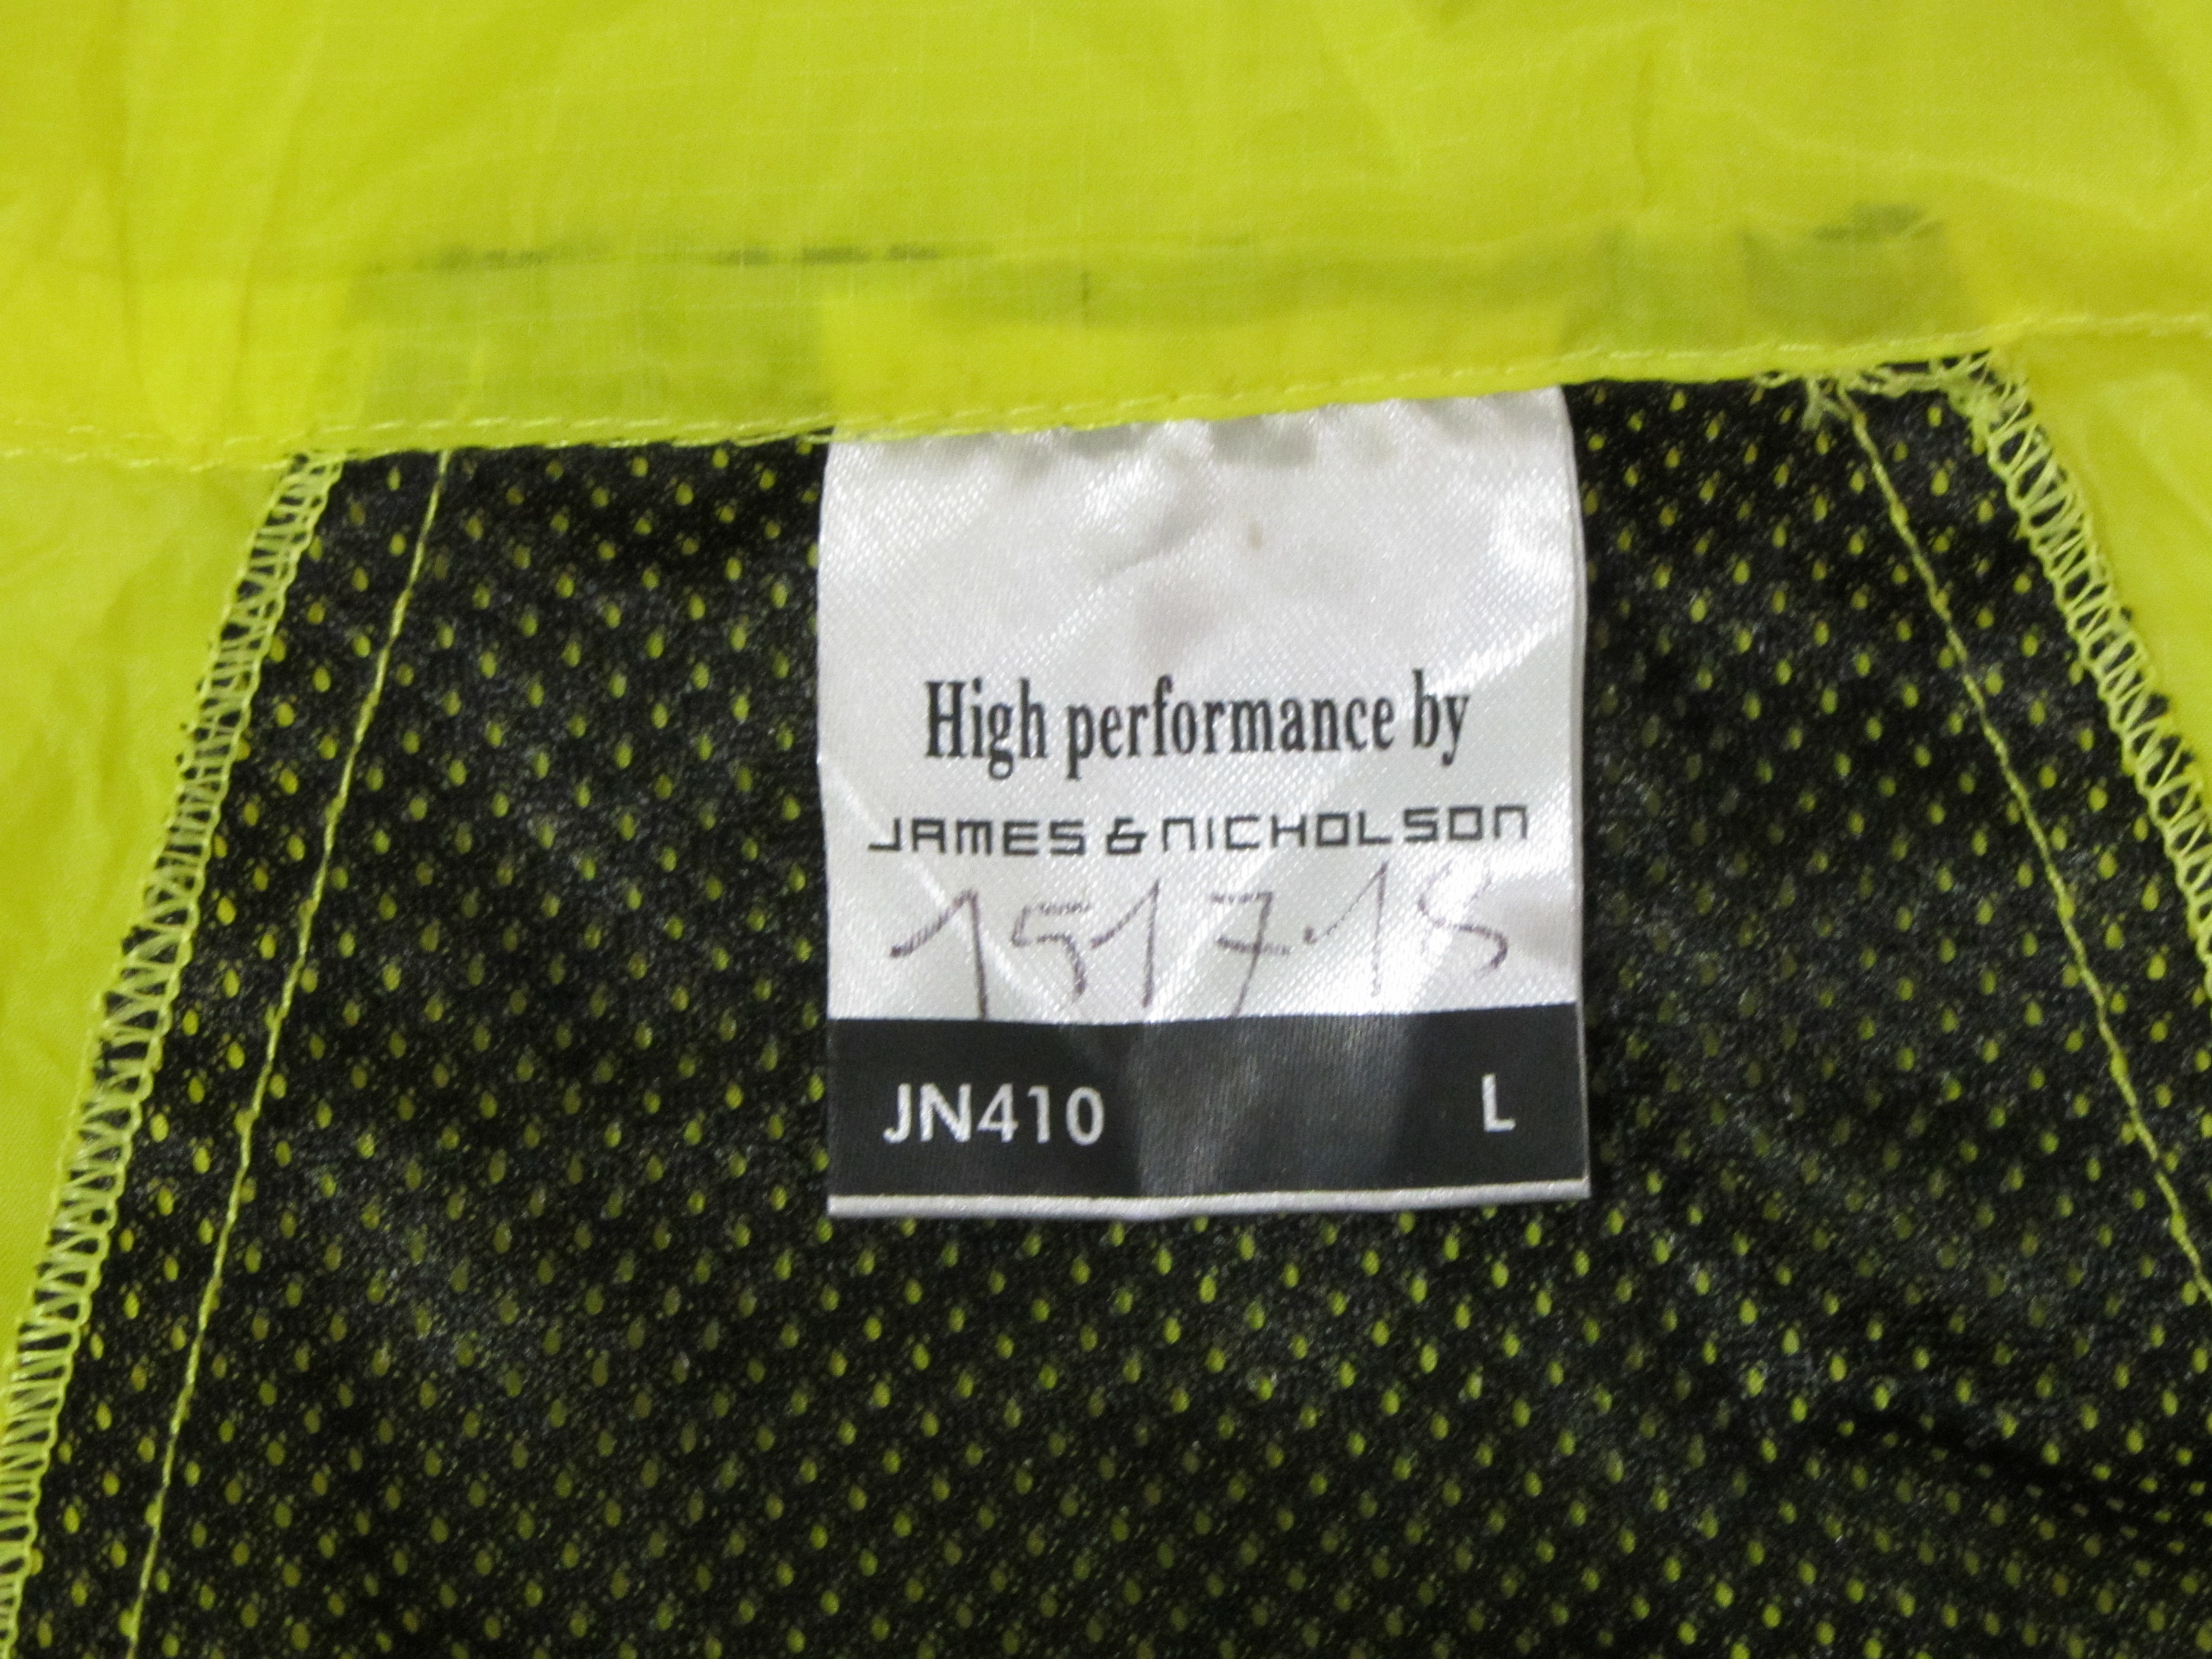 High performance by
JAMES & NICHOLSON
151718
JN410 L